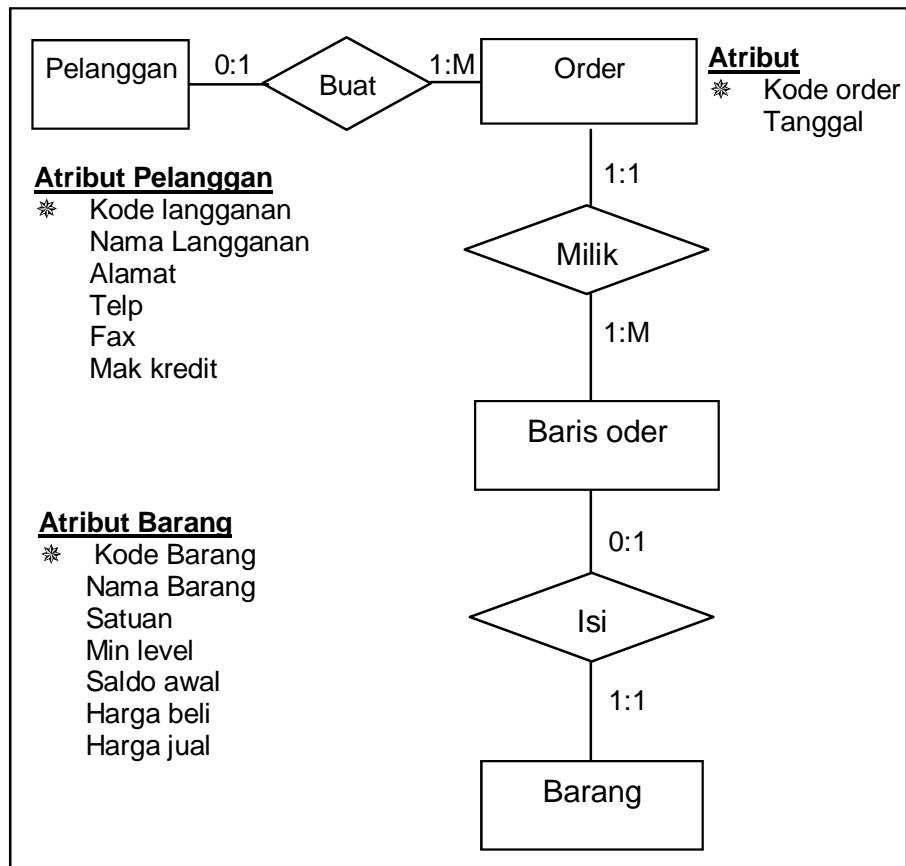 Pelanggan
0:1
Buat
1:M
Order
Atribut
✵ Kode order
Tanggal
Atribut Pelanggan
✵ Kode langganan
Nama Langganan
Alamat
Telp
Fax
Mak kredit
1:1
Milik
1:M
Baris oder
Atribut Barang
✵ Kode Barang
Nama Barang
Satuan
Min level
Saldo awal
Harga beli
Harga jual
0:1
Isi
1:1
Barang